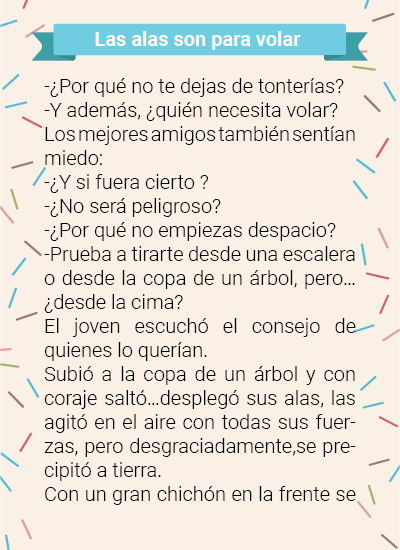 Las alas son para volar
-¿Por qué no te dejas de tonterías?
-Y además, ¿quién necesita volar?
Los mejores amigos también sentían
miedo:
-¿Y si fuera cierto ?
-¿No será peligroso?
-¿Por qué no empiezas despacio?
-Prueba a tirarte desde una escalera
o desde la copa de un árbol, pero...
¿desde la cima?
El joven escuchó el consejo de
quienes lo querían.
Subió a la copa de un árbol y con
coraje saltó...desplegó sus alas, las
agitó en el aire con todas sus fuer-
zas, pero desgraciadamente,se pre-
cipitó a tierra.
Con un gran chichón en la frente se